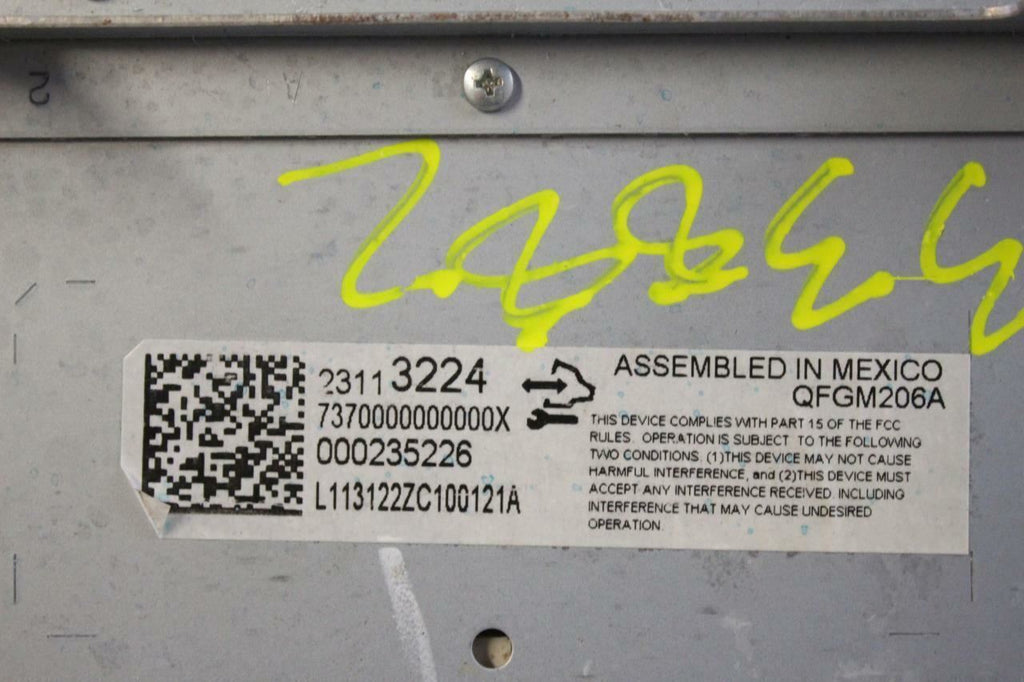 2
23113224
7370000000000X
000235226
L113122ZC100121A
ASSEMBLED IN MEXICO
QFGM206A
THIS DEVICE COMPLIES WITH PART 15 OF THE FCC
RULES. OPERATION IS SUBJECT TO THE FOLLOWING
TWO CONDITIONS. (1)THIS DEVICE MAY NOT CAUSE
HARMFUL INTERFERENCE, and (2)THIS DEVICE MUST
ACCEPT ANY INTERFERENCE RECEIVED. INCLUDING
INTERFERENCE THAT MAY CAUSE UNDESIRED
OPERATION.